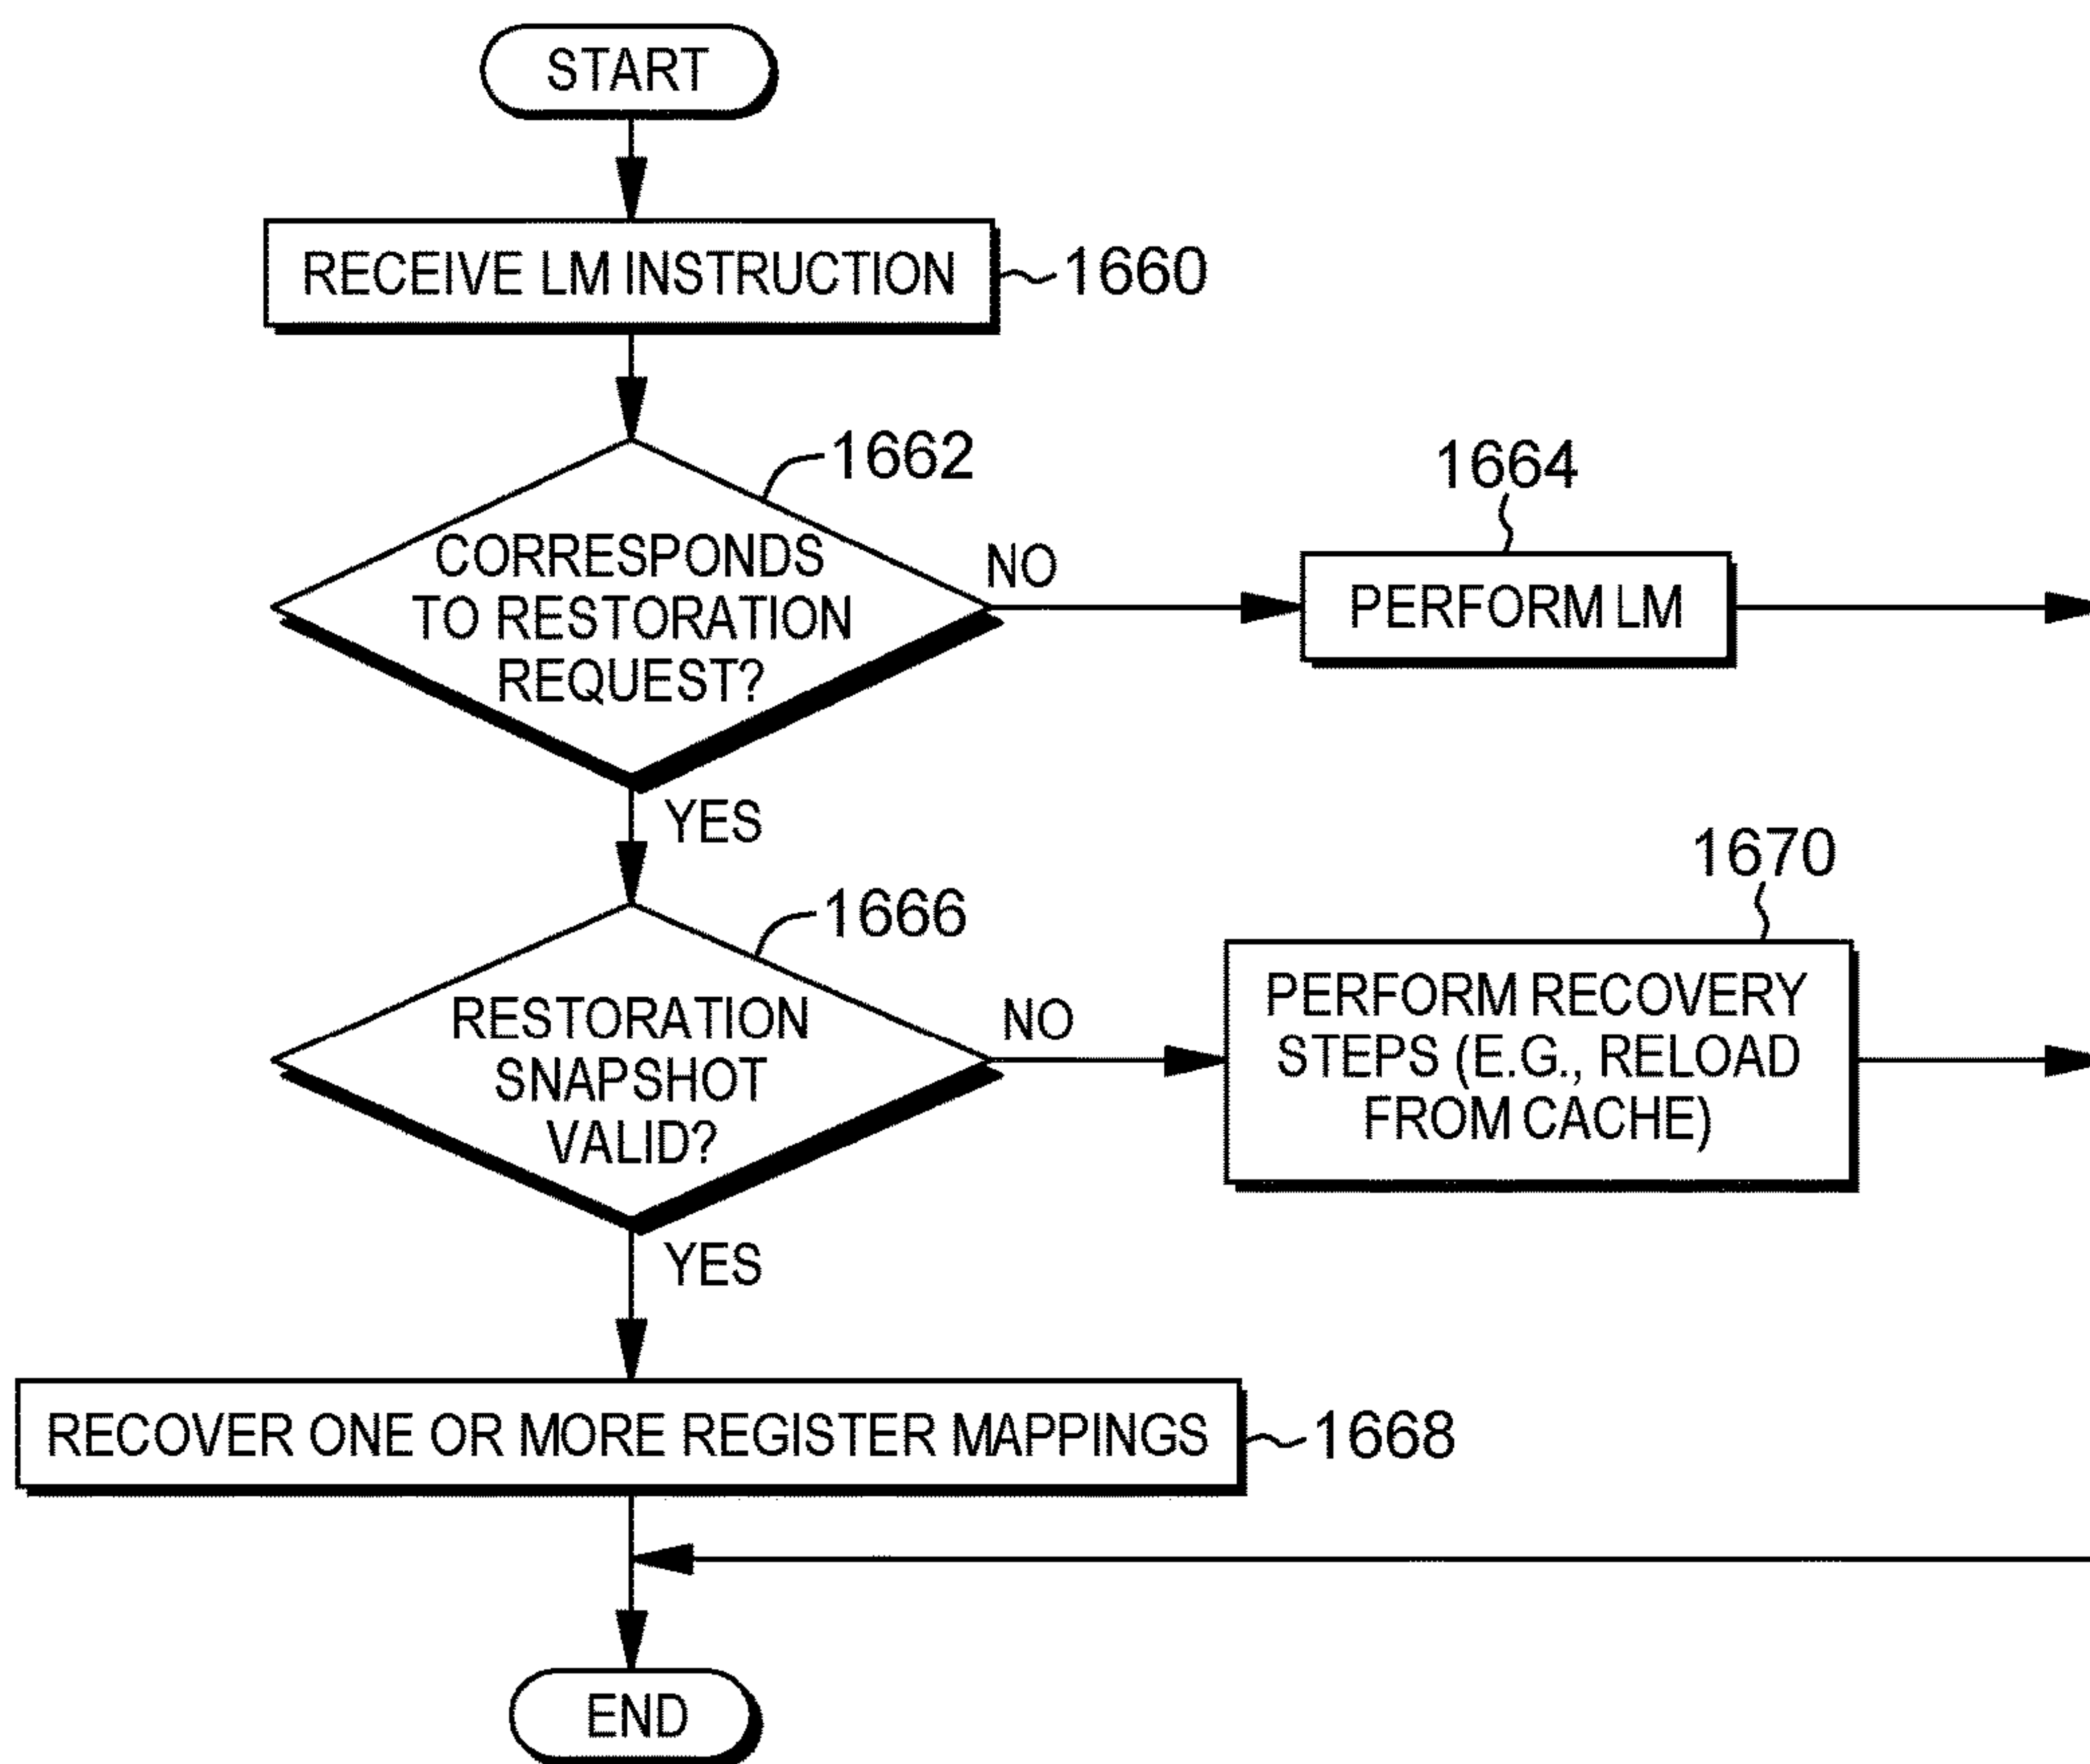 START
RECEIVE LM INSTRUCTION
1660
1662
CORRESPONDS
TO RESTORATION
REQUEST?
NO
1664
PERFORM LM
YES
1666
RESTORATION
SNAPSHOT
VALID?
NO
1670
PERFORM RECOVERY
STEPS (E.G., RELOAD
FROM CACHE)
YES
RECOVER ONE OR MORE REGISTER MAPPINGS
1668
END